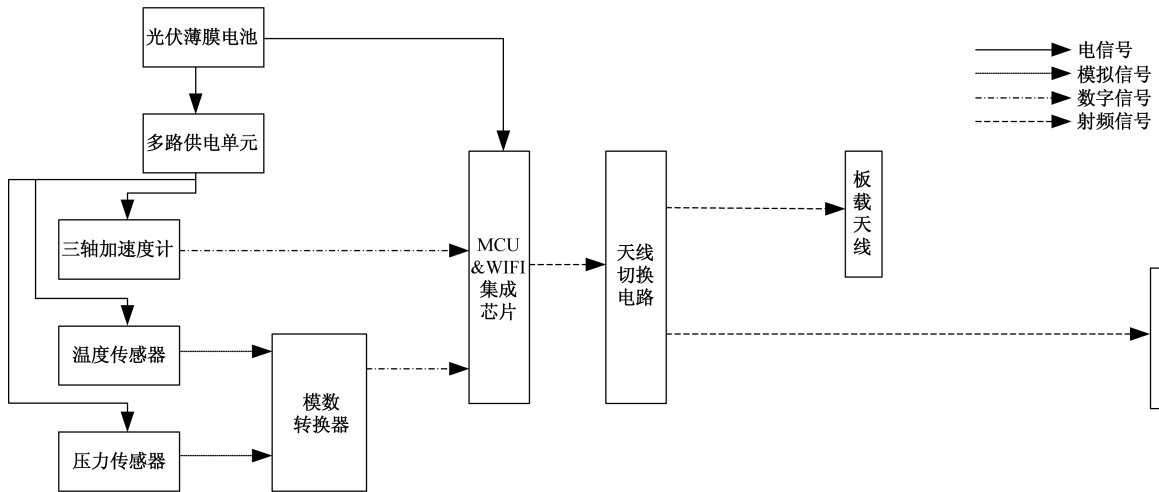 光伏薄膜电池
电信号
模拟信号
数字信号
射频信号
多路供电单元
三轴加速度计
MCU
&WIFI
集成
芯片
天线
切换
电路
板
载
天
线
温度传感器
模数
转换器
压力传感器